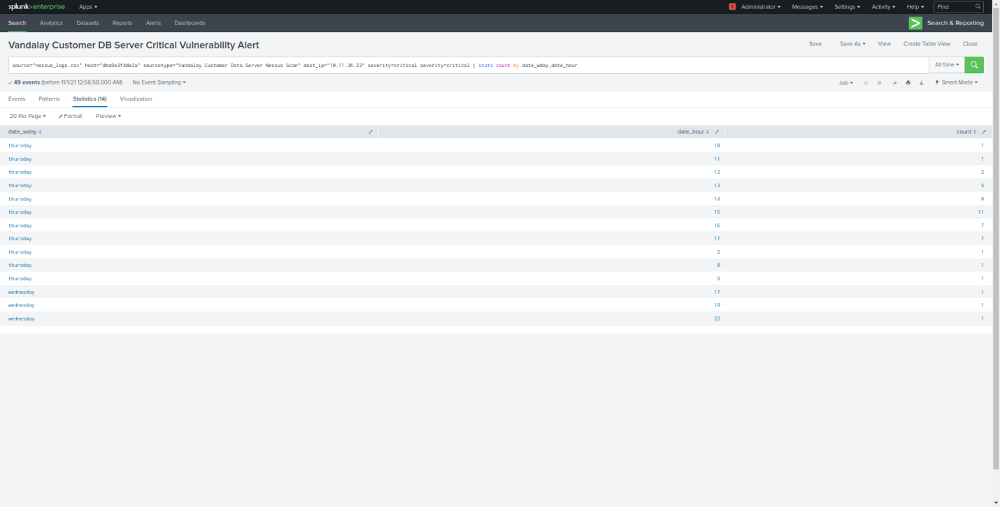 splunk>enterprise Apps ! Administrator Messages Settings Activity Help Find
Search Analytics Datasets Reports Alerts Dashboards > Search & Reporting
Vandalay Customer DB Server Critical Vulnerability Alert Save Save As View Create Table View Close
source="nessus_logs.csv" host="dba9e3f4de2a" sourcetype="Vandalay Customer Data Server Nessus Scan" dest_ip="10.11.36.23" severity=critical severity=critical | stats count by date_wday,date_hour All time
✓ 49 events (before 11/1/21 12:56:58.000 AM) No Event Sampling Job Smart Mode
Events Patterns Statistics (14) Visualization
20 Per Page Format Preview
date_wday date_hour count
thursday 10 1
thursday 11 1
thursday 12 2
thursday 13 5
thursday 14 9
thursday 15 11
thursday 16 7
thursday 17 7
thursday 2 1
thursday 8 1
thursday 9 1
wednesday 17 1
wednesday 19 1
wednesday 22 1